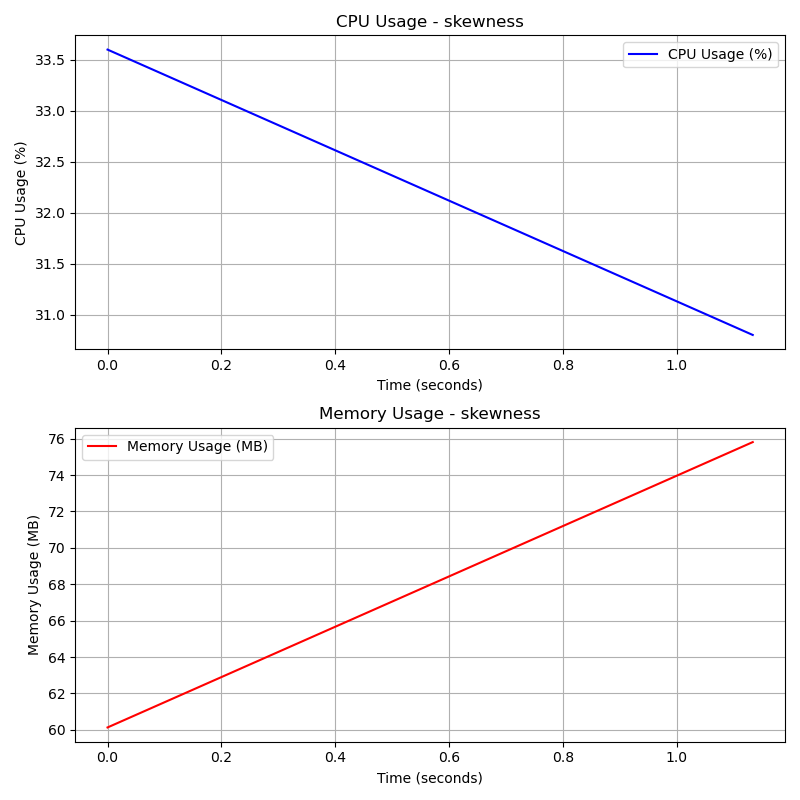 CPU Usage - skewness
CPU Usage (%)
33.5
33.0
32.5
32.0
31.5
31.0
CPU Usage (%)
0.0 0.2 0.4 0.6 0.8 1.0
Time (seconds)
Memory Usage - skewness
Memory Usage (MB)
76
74
72
70
68
66
64
62
60
Memory Usage (MB)
0.0 0.2 0.4 0.6 0.8 1.0
Time (seconds)